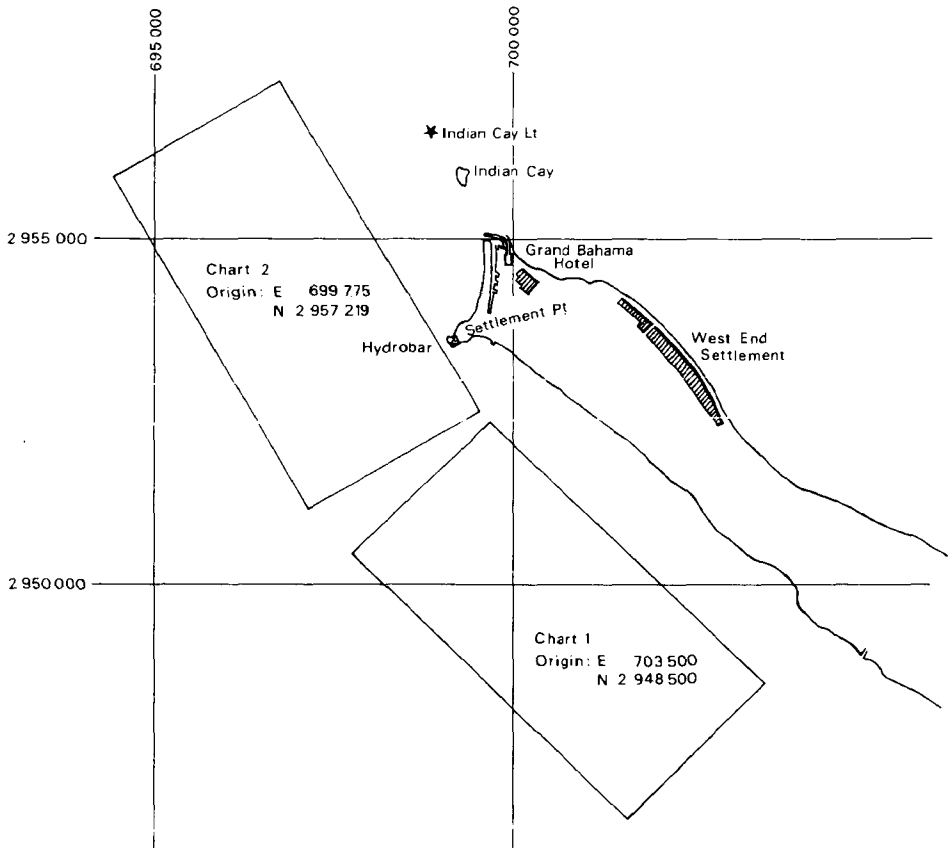 695 000
700 000
Indian Cay Lt
Indian Cay
2 955 000
Grand Bahama
Hotel
Chart 2
Origin: E 699 775
N 2 957 219
Settlement Pt
Hydrobar
West End
Settlement
2 950 000
Chart 1
Origin: E 703 500
N 2 948 500